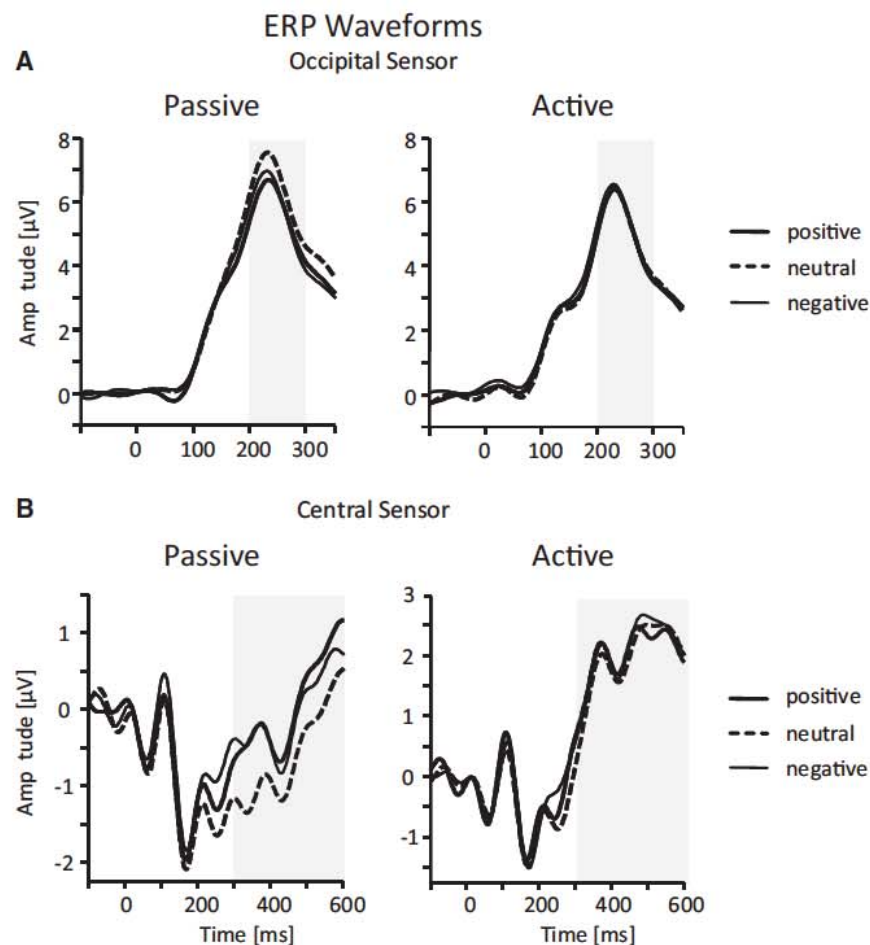 ERP Waveforms
A
Occipital Sensor
Passive
Active
8
6
4
2
0
Amp tude [µV]
0 100 200 300
8
6
4
2
0
0 100 200 300
positive
neutral
negative
B
Central Sensor
Passive
Active
1
0
-1
-2
Amp tude [µV]
0 200 400 600
Time [ms]
3
2
1
0
-1
0 200 400 600
Time [ms]
positive
neutral
negative